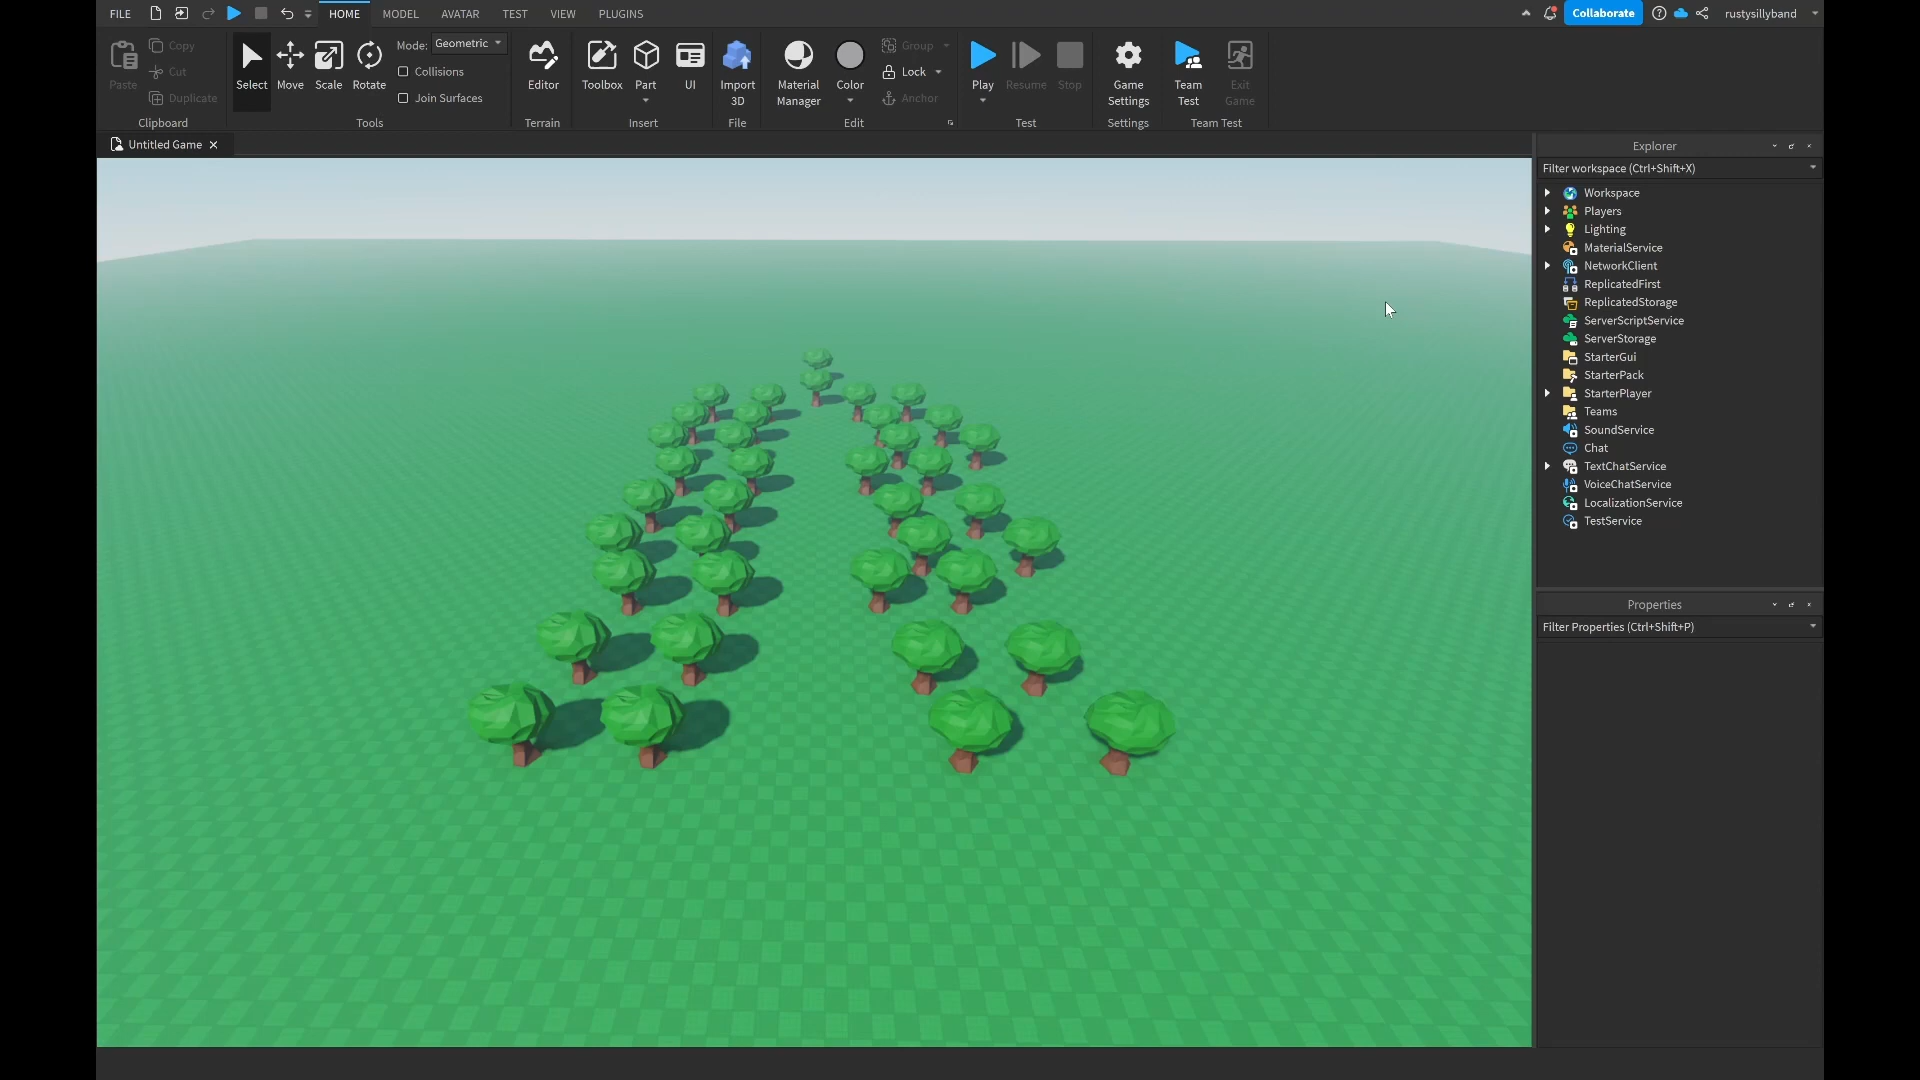 FILE HOME MODEL AVATAR TEST VIEW PLUGINS Collaborate rustysillyband
Paste Copy Cut Duplicate
Clipboard
Select Move Scale Rotate
Mode: Geometric
Collisions
Join Surfaces
Tools
Editor
Terrain
Toolbox Part UI
Insert
Import
3D
File
Material
Manager
Color
Group
Lock
Anchor
Edit
Play Resume Stop
Test
Game
Settings
Settings
Team
Test
Exit
Game
Team Test
Untitled Game
Explorer
Filter workspace (Ctrl+Shift+X)
Workspace
Players
Lighting
MaterialService
NetworkClient
ReplicatedFirst
ReplicatedStorage
ServerScriptService
ServerStorage
StarterGui
StarterPack
StarterPlayer
Teams
SoundService
Chat
TextChatService
VoiceChatService
LocalizationService
TestService
Properties
Filter Properties (Ctrl+Shift+P)